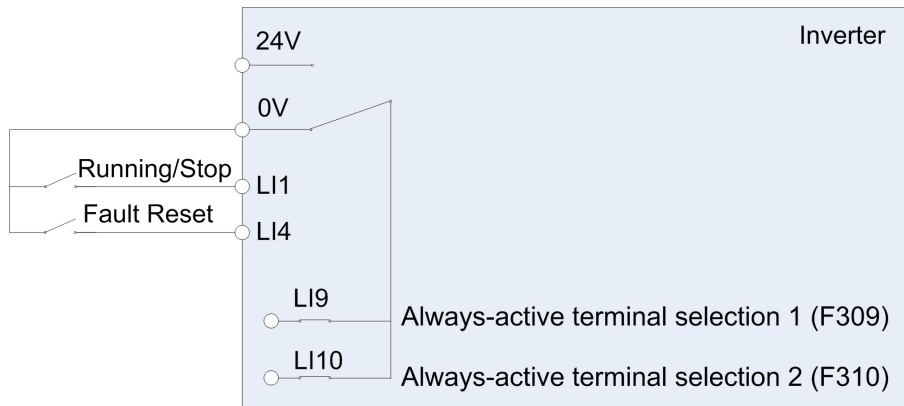 24V
Inverter
0V
Running/Stop
LI1
Fault Reset
LI4
LI9
Always-active terminal selection 1 (F309)
LI10
Always-active terminal selection 2 (F310)